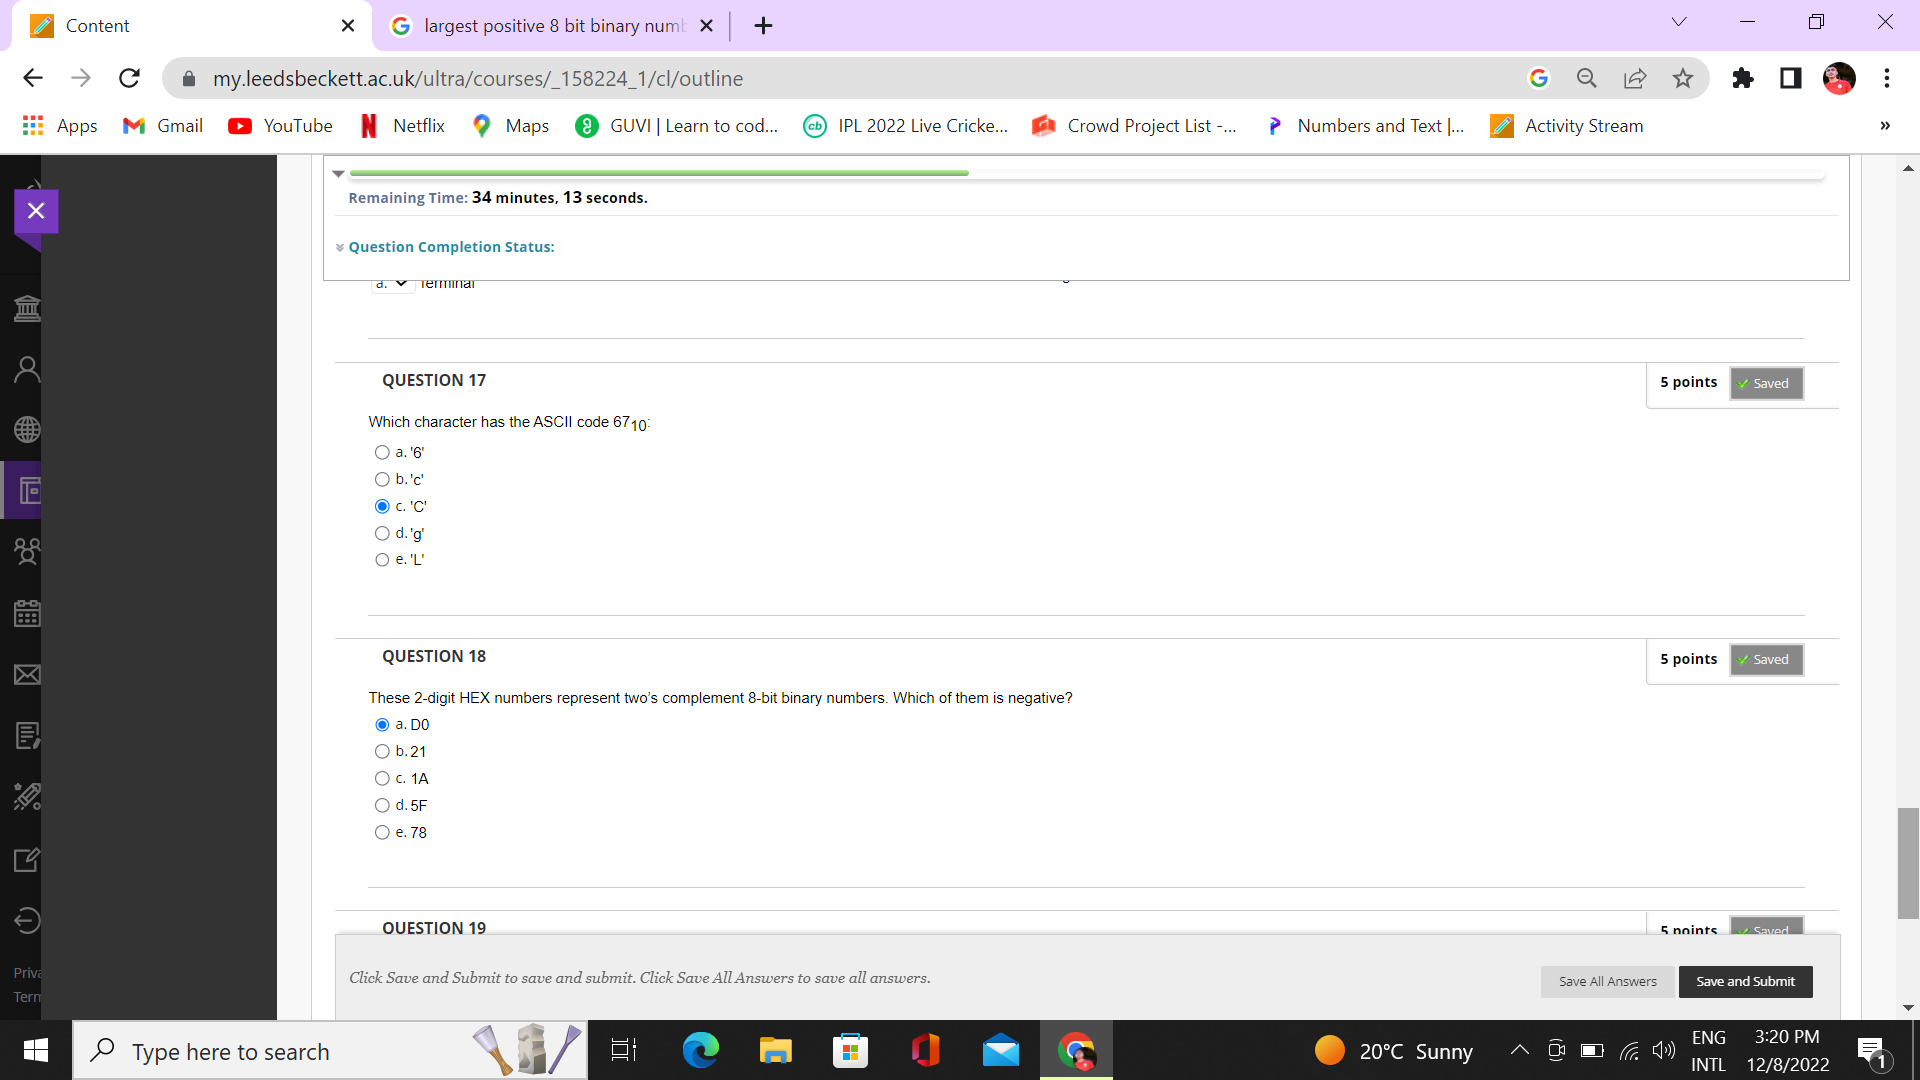 Content
largest positive 8 bit binary numb
my.leedsbeckett.ac.uk/ultra/courses/_158224_1/cl/outline
Apps
Gmail
YouTube
Netflix
Maps
GUVI | Learn to cod...
IPL 2022 Live Cricke...
Crowd Project List -...
Numbers and Text |...
Activity Stream
»
Remaining Time: 34 minutes, 13 seconds.
Question Completion Status:
a. Terminal
QUESTION 17
5 points
Saved
Which character has the ASCII code 67₁₀:
a. '6'
b. 'c'
c. 'C'
d. 'g'
e. 'L'
QUESTION 18
5 points
Saved
These 2-digit HEX numbers represent two's complement 8-bit binary numbers. Which of them is negative?
a. D0
b. 21
c. 1A
d. 5F
e. 78
QUESTION 19
5 points
Saved
Priva
Term
Click Save and Submit to save and submit. Click Save All Answers to save all answers.
Save All Answers
Save and Submit
Type here to search
20°C Sunny
ENG
INTL
3:20 PM
12/8/2022
1